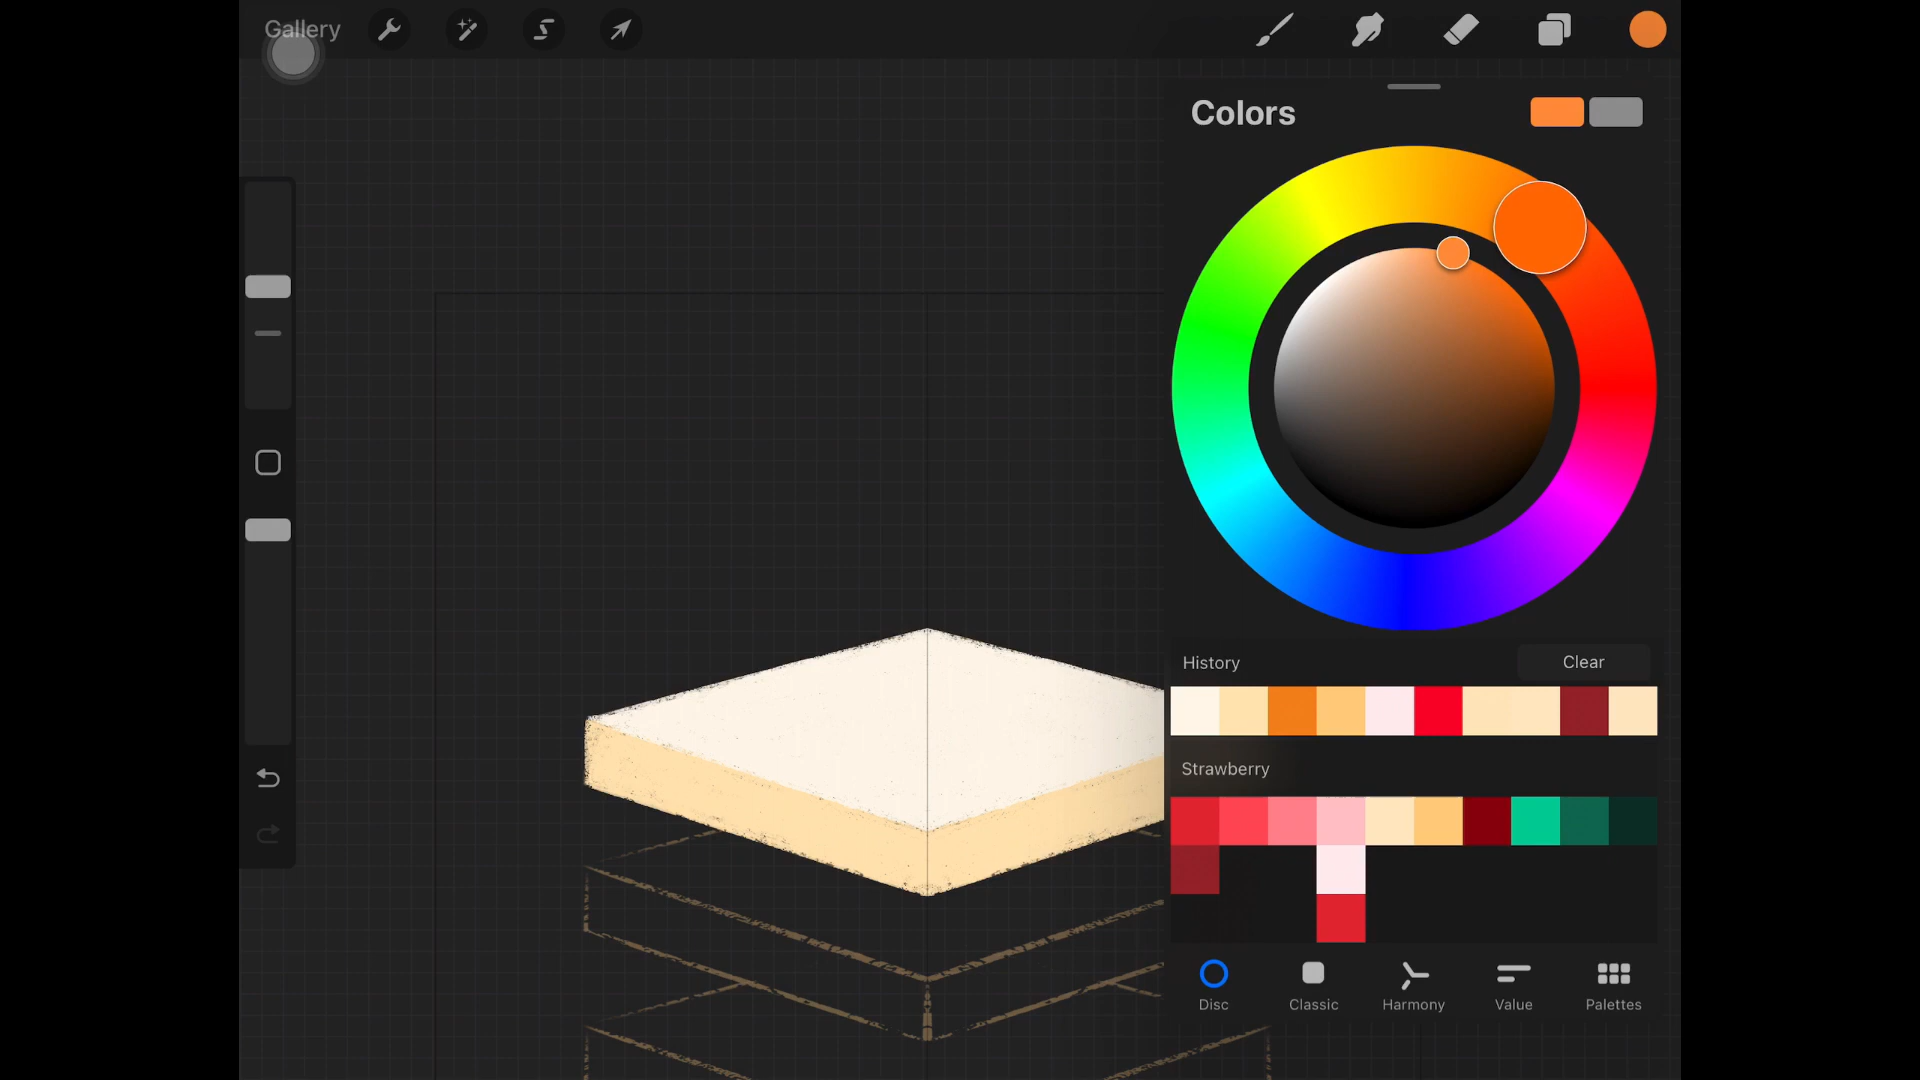 Gallery
Colors
History
Clear
Strawberry
Disc
Classic
Harmony
Value
Palettes